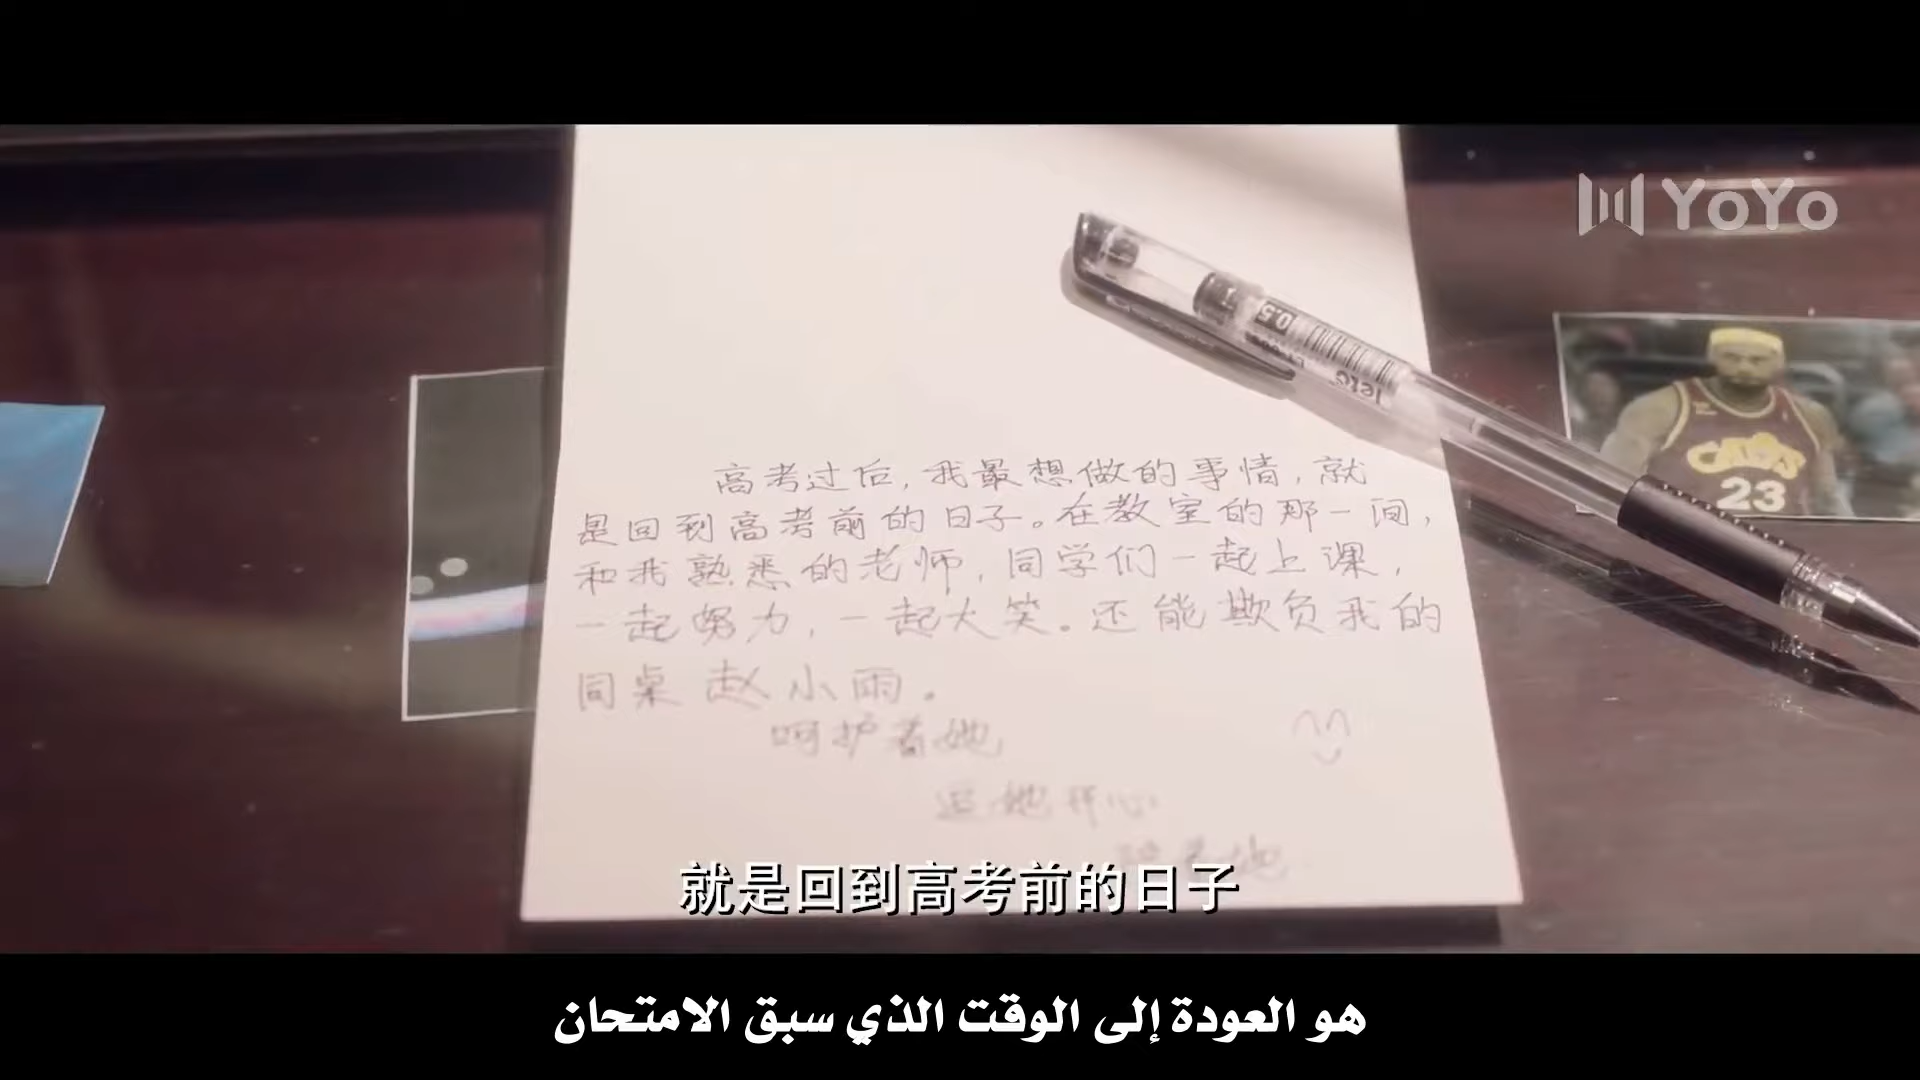 YoYo
0.5
CAVS
23
高考过后,我最想做的事情,就
是回到高考前的日子。在教室的那一间,
和我熟悉的老师,同学们一起上课,
一起努力,一起大笑。还能欺负我的
同桌赵小雨。
呵护着她
逗她开心
就是回到高考前的日子
هو العودة إلى الوقت الذي سبق الامتحان